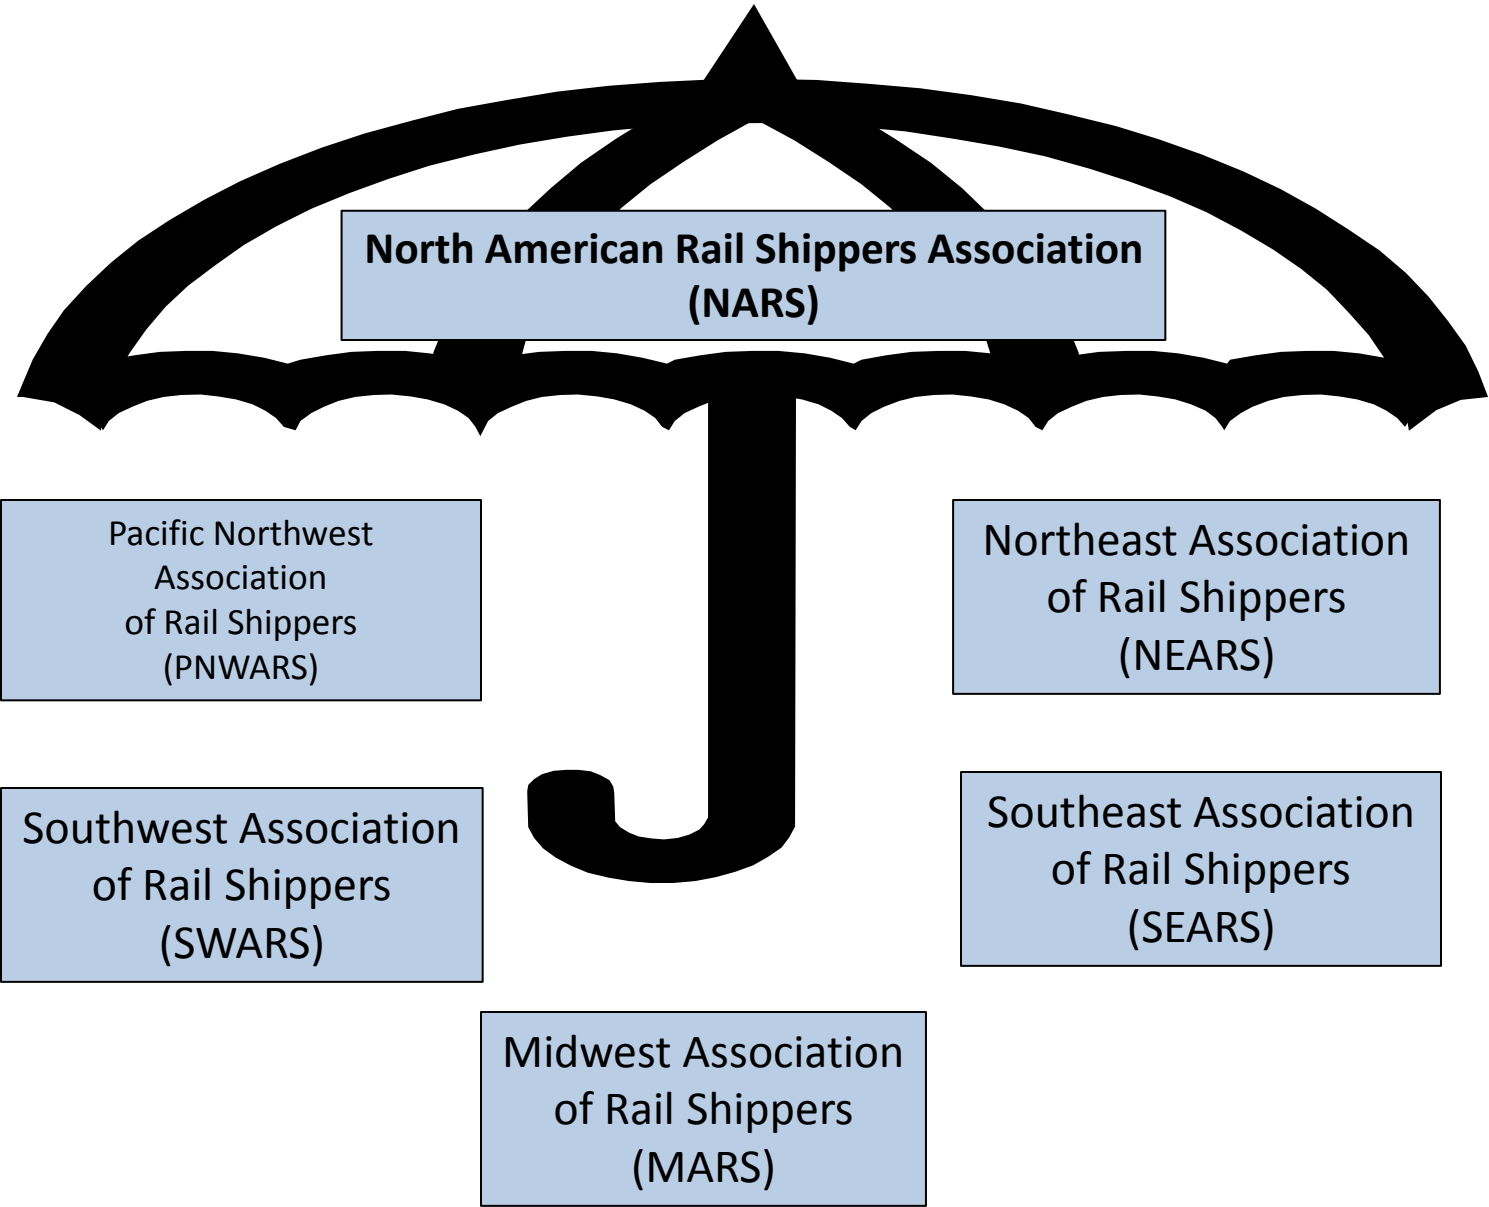 North American Rail Shippers Association
(NARS)
Pacific Northwest
Association
of Rail Shippers
(PNWARS)
Northeast Association
of Rail Shippers
(NEARS)
Southwest Association
of Rail Shippers
(SWARS)
Southeast Association
of Rail Shippers
(SEARS)
Midwest Association
of Rail Shippers
(MARS)